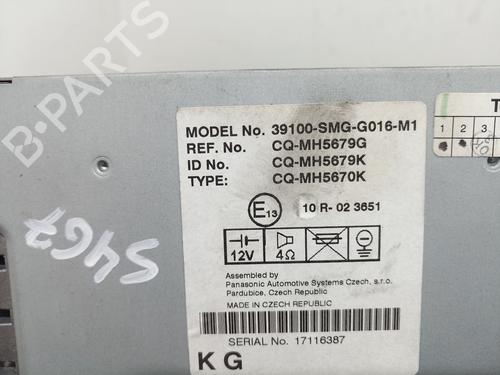 B-PARTS
MODEL No. 39100-SMG-G016-M1
REF. No. CQ-MH5679G
ID No. CQ-MH5679K
TYPE: CQ-MH5670K
T
1 2 3
E13 10 R- 02 3651
12V 4Ω
S467
Assembled by
Panasonic Automotive Systems Czech, s.r.o.
Pardubice, Czech Republic
MADE IN CZECH REPUBLIC
SERIAL No. 17116387
KG